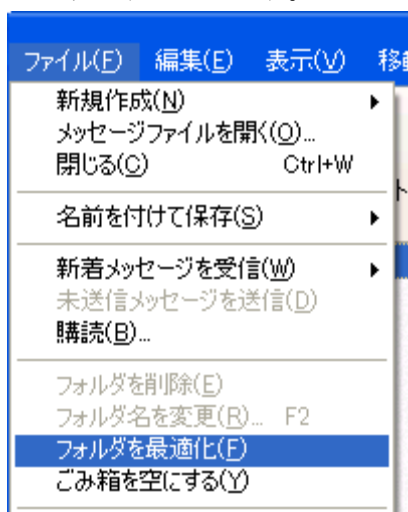 ファイル(F) 編集(E) 表示(V) 移動
新規作成(N)
メッセージファイルを開く(O)...
閉じる(C) Ctrl+W
名前を付けて保存(S)
ト
新着メッセージを受信(W)
未送信メッセージを送信(D)
購読(B)...
フォルダを削除(E)
フォルダ名を変更(R)... F2
フォルダを最適化(F)
ごみ箱を空にする(Y)